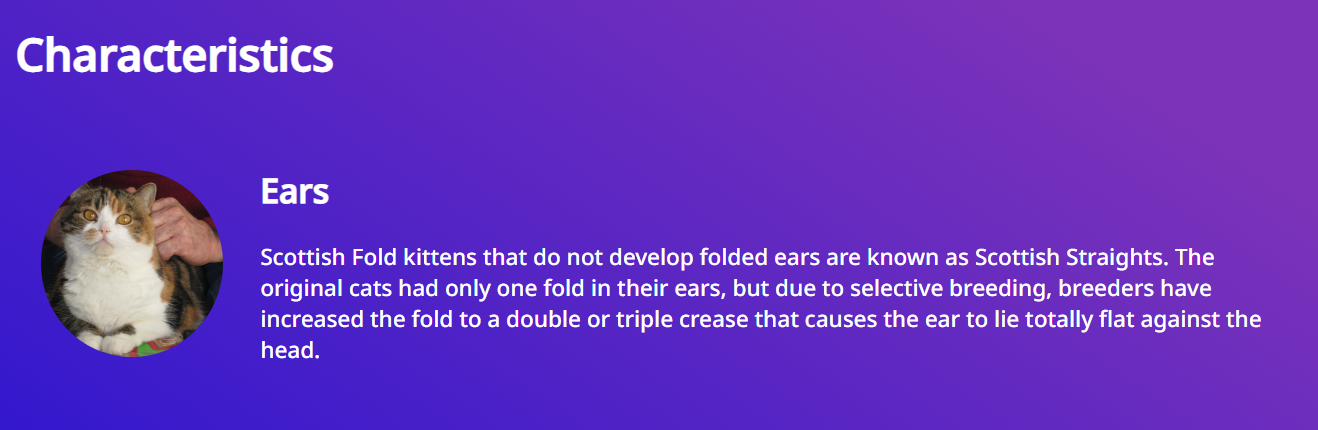 Characteristics
Ears
Scottish Fold kittens that do not develop folded ears are known as Scottish Straights. The
original cats had only one fold in their ears, but due to selective breeding, breeders have
increased the fold to a double or triple crease that causes the ear to lie totally flat against the
head.